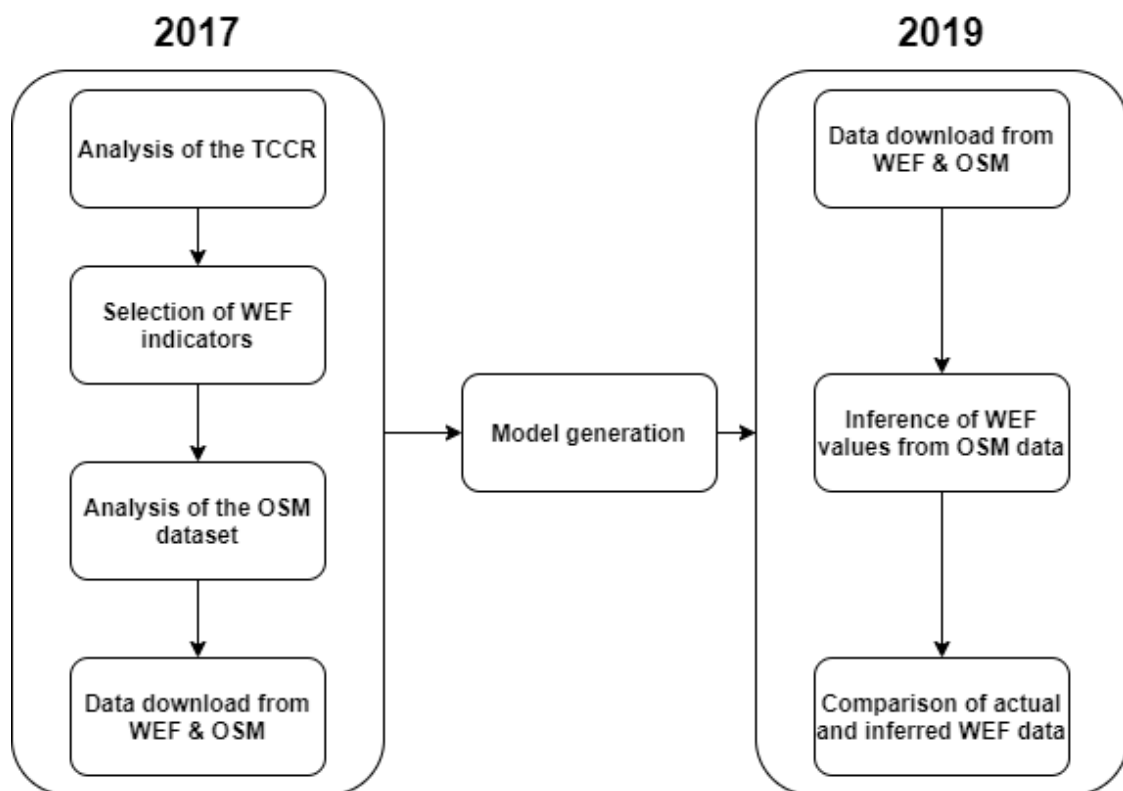 2017
Analysis of the TCCR
Selection of WEF
indicators
Analysis of the OSM
dataset
Data download from
WEF & OSM
Model generation
2019
Data download from
WEF & OSM
Inference of WEF
values from OSM data
Comparison of actual
and inferred WEF data